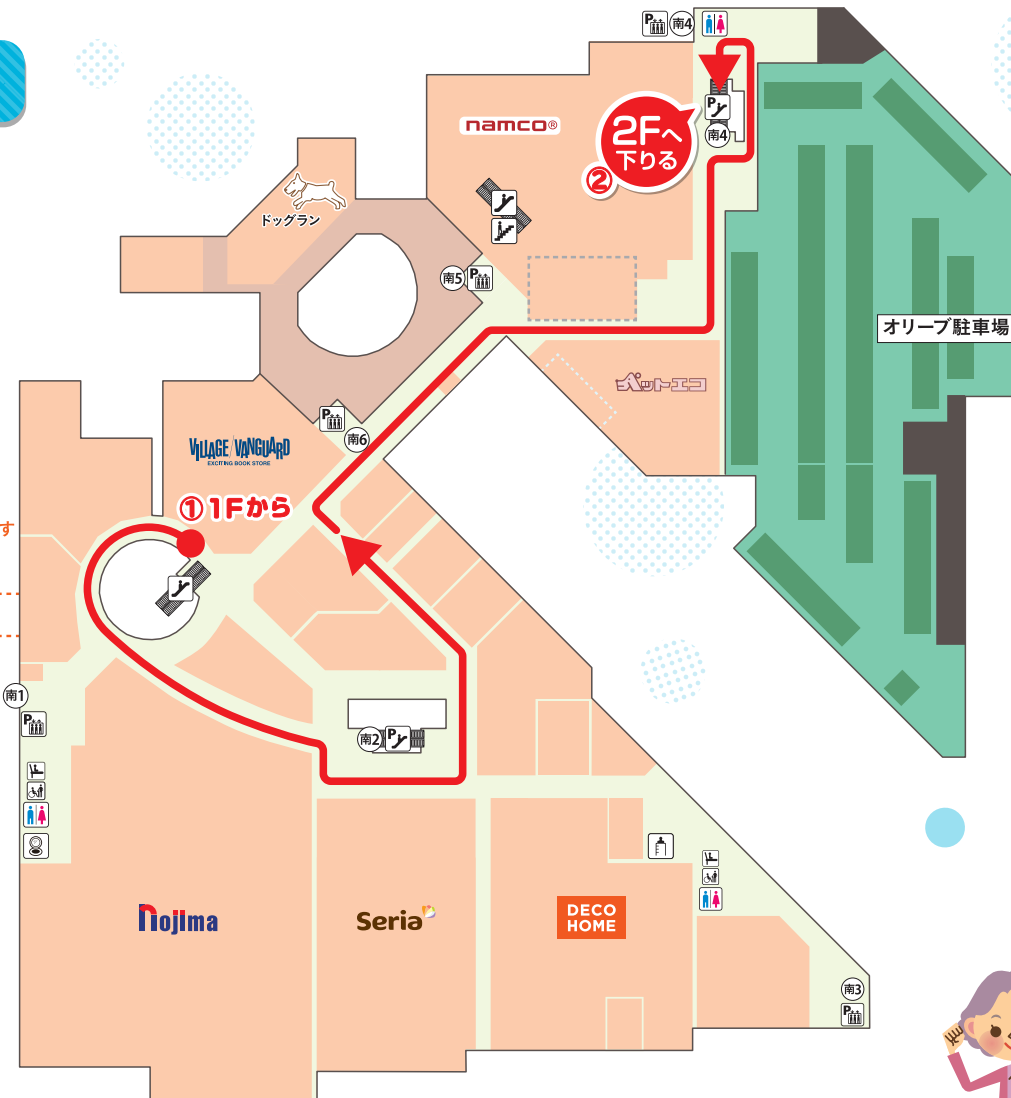 P 南4
namco®
2Fへ
下りる
②
P
南4
ドッグラン
南5 P
オリーブ駐車場
ペットエコ
P
南6
VILLAGE/VANGUARD
EXCITING BOOK STORE
①1Fから
す
南1
P
南2 P
nojima
Seria
DECO
HOME
南3
P